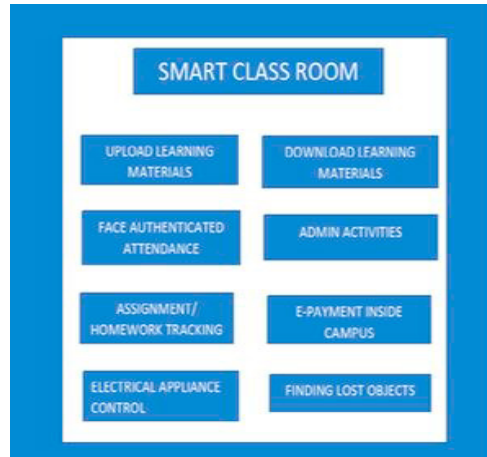 SMART CLASS ROOM
UPLOAD LEARNING
MATERIALS
DOWNLOAD LEARNING
MATERIALS
FACE AUTHENTICATED
ATTENDANCE
ADMIN ACTIVITIES
ASSIGNMENT/
HOMEWORK TRACKING
E-PAYMENT INSIDE
CAMPUS
ELECTRICAL APPLIANCE
CONTROL
FINDING LOST OBJECTS